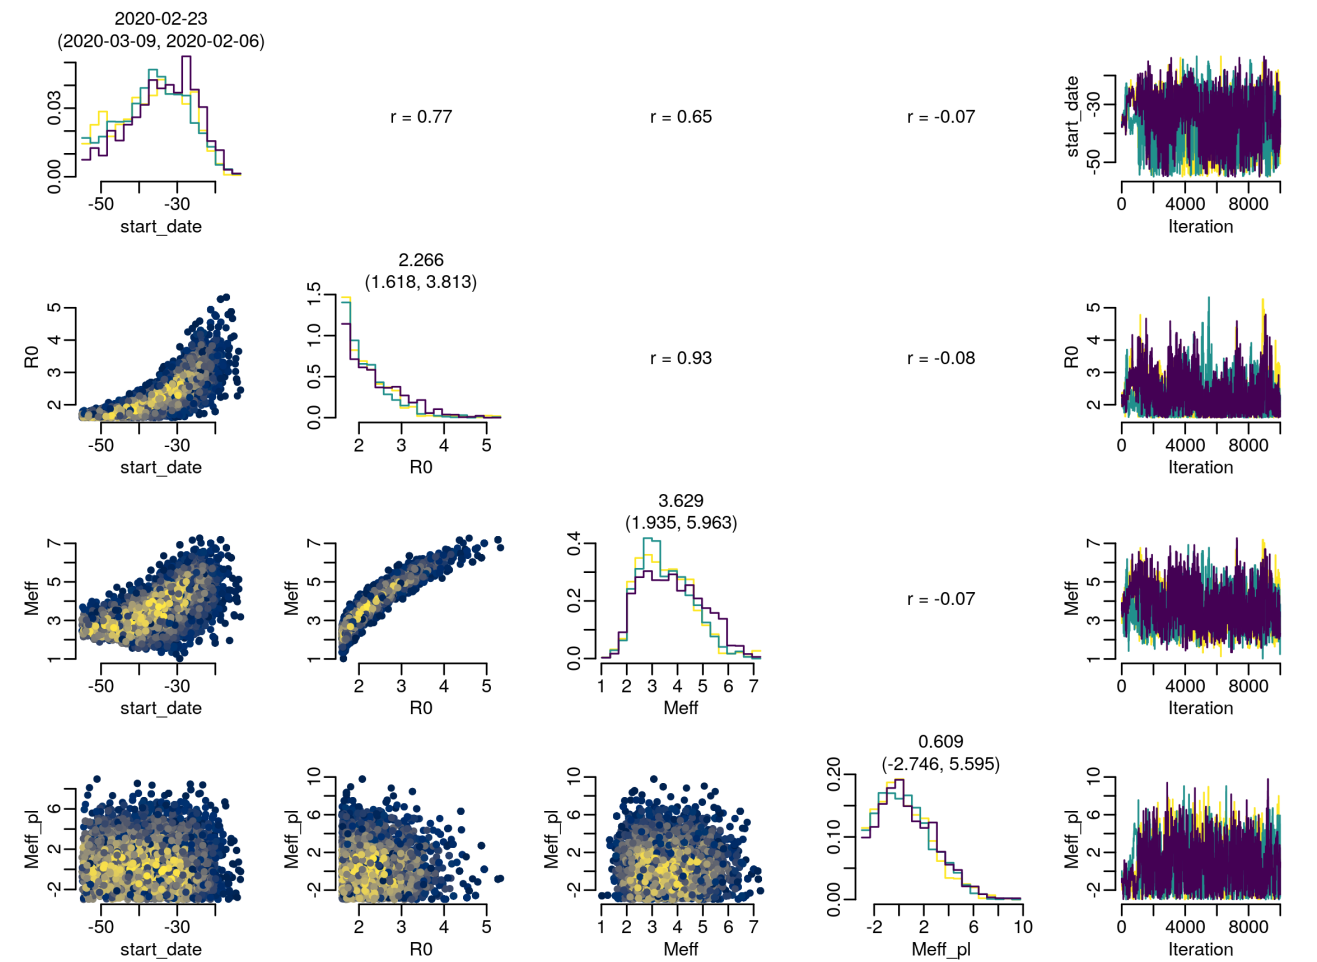 2020-02-23
(2020-03-09, 2020-02-06)
0.00 0.03
-50 -30
start_date
r = 0.77
r = 0.65
r = -0.07
start_date
-50 -30
0 4000 8000
Iteration
R0
2 3 4 5
-50 -30
start_date
2.266
(1.618, 3.813)
0.0 0.5 1.0 1.5
2 3 4 5
R0
r = 0.93
r = -0.08
R0
2 3 4 5
0 4000 8000
Iteration
Meff
1 3 5 7
-50 -30
start_date
Meff
1 3 5 7
2 3 4 5
R0
3.629
(1.935, 5.963)
0.0 0.2 0.4
1 2 3 4 5 6 7
Meff
r = -0.07
Meff
1 3 5 7
0 4000 8000
Iteration
Meff_pl
-2 2 6
-50 -30
start_date
Meff_pl
-2 2 6 10
2 3 4 5
R0
Meff_pl
-2 2 6 10
1 2 3 4 5 6 7
Meff
0.609
(-2.746, 5.595)
0.00 0.10 0.20
-2 2 6 10
Meff_pl
Meff_pl
-2 2 6 10
0 4000 8000
Iteration